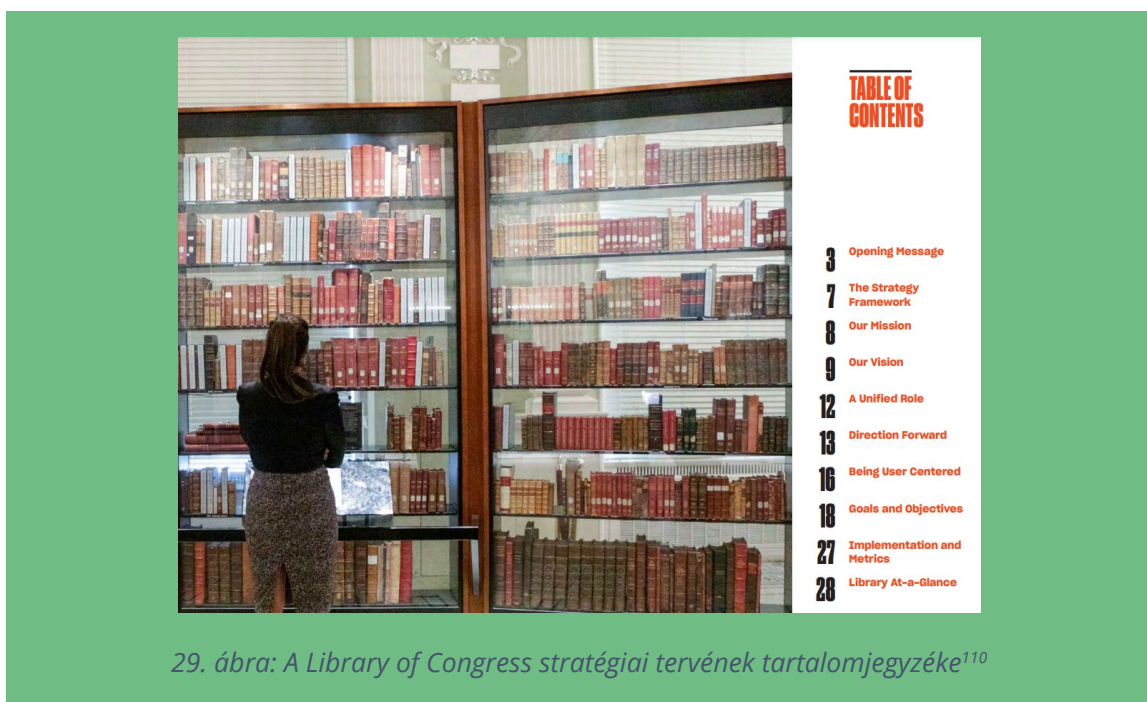 TABLE OF
CONTENTS
3 Opening Message
7 The Strategy
Framework
8 Our Mission
9 Our Vision
12 A Unified Role
13 Direction Forward
16 Being User Centered
18 Goals and Objectives
27 Implementation and
Metrics
28 Library At-a-Glance
29. ábra: A Library of Congress stratégiai tervének tartalomjegyzéke110